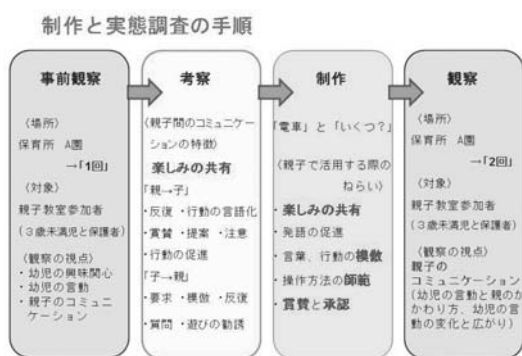 制作と実態調査の手順
事前観察
〈場所〉
保育所 A園
→「1回」
〈対象〉
親子教室参加者
(3歳未満児と保護者)
〈観察の視点〉
・幼児の興味関心
・幼児の言動
・親子のコミュニ
ケーション
考察
〈親子間のコミュニケー
ションの特徴〉
楽しみの共有
「親→子」
・反復 ・行動の言語化
・賞賛 ・提案 ・注意
・行動の促進
「子→親」
・要求 ・模倣 ・反復
・質問 ・遊びの勧誘
制作
「電車」と「いくつ?」
〈親子で活用する際の
ねらい〉
・楽しみの共有
・発語の促進
・言葉、行動の模倣
・操作方法の師範
・賞賛と承認
観察
〈場所〉
保育所 A園
→「2回」
〈対象〉
親子教室参加者
(3歳未満児と保護者)
〈観察の視点〉
親子の
コミュニケーション
(幼児の言動と親のか
かわり方、幼児の言
動の変化と広がり)